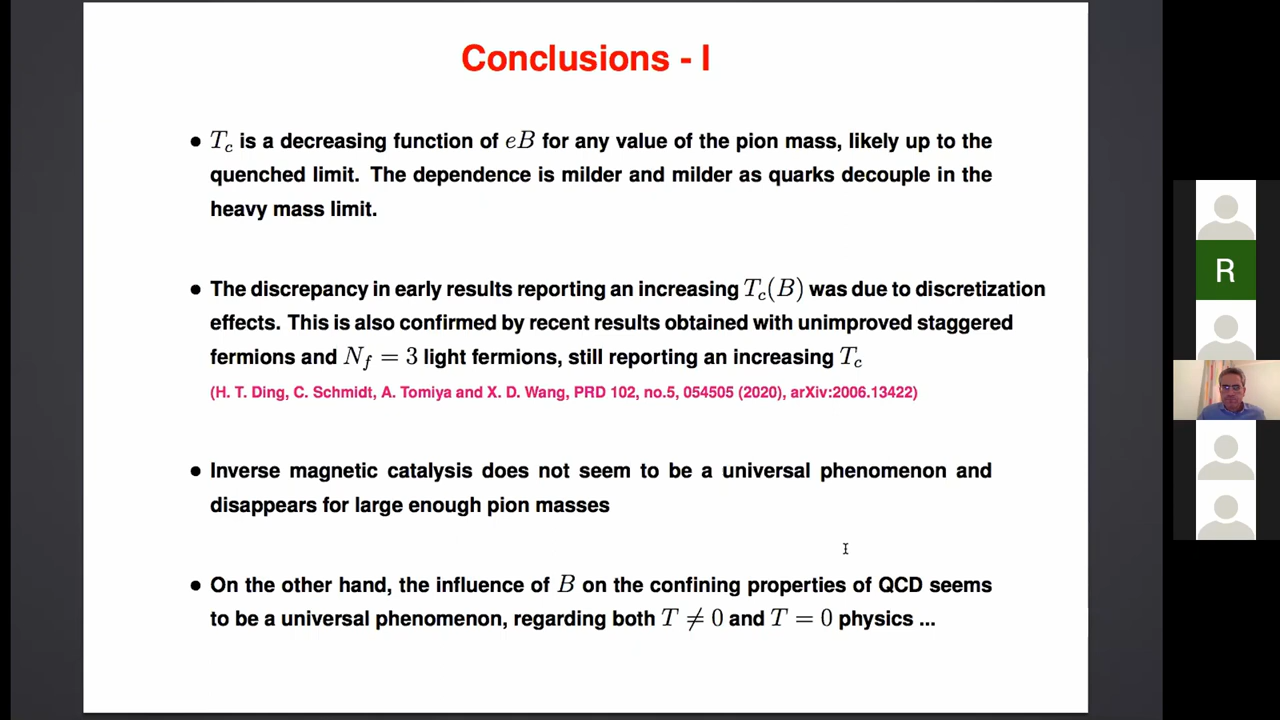 Conclusions - I
● T_c is a decreasing function of eB for any value of the pion mass, likely up to the
quenched limit. The dependence is milder and milder as quarks decouple in the
heavy mass limit.
● The discrepancy in early results reporting an increasing T_c(B) was due to discretization
effects. This is also confirmed by recent results obtained with unimproved staggered
fermions and N_f = 3 light fermions, still reporting an increasing T_c
(H. T. Ding, C. Schmidt, A. Tomiya and X. D. Wang, PRD 102, no.5, 054505 (2020), arXiv:2006.13422)
● Inverse magnetic catalysis does not seem to be a universal phenomenon and
disappears for large enough pion masses
● On the other hand, the influence of B on the confining properties of QCD seems
to be a universal phenomenon, regarding both T ≠ 0 and T = 0 physics ...
R